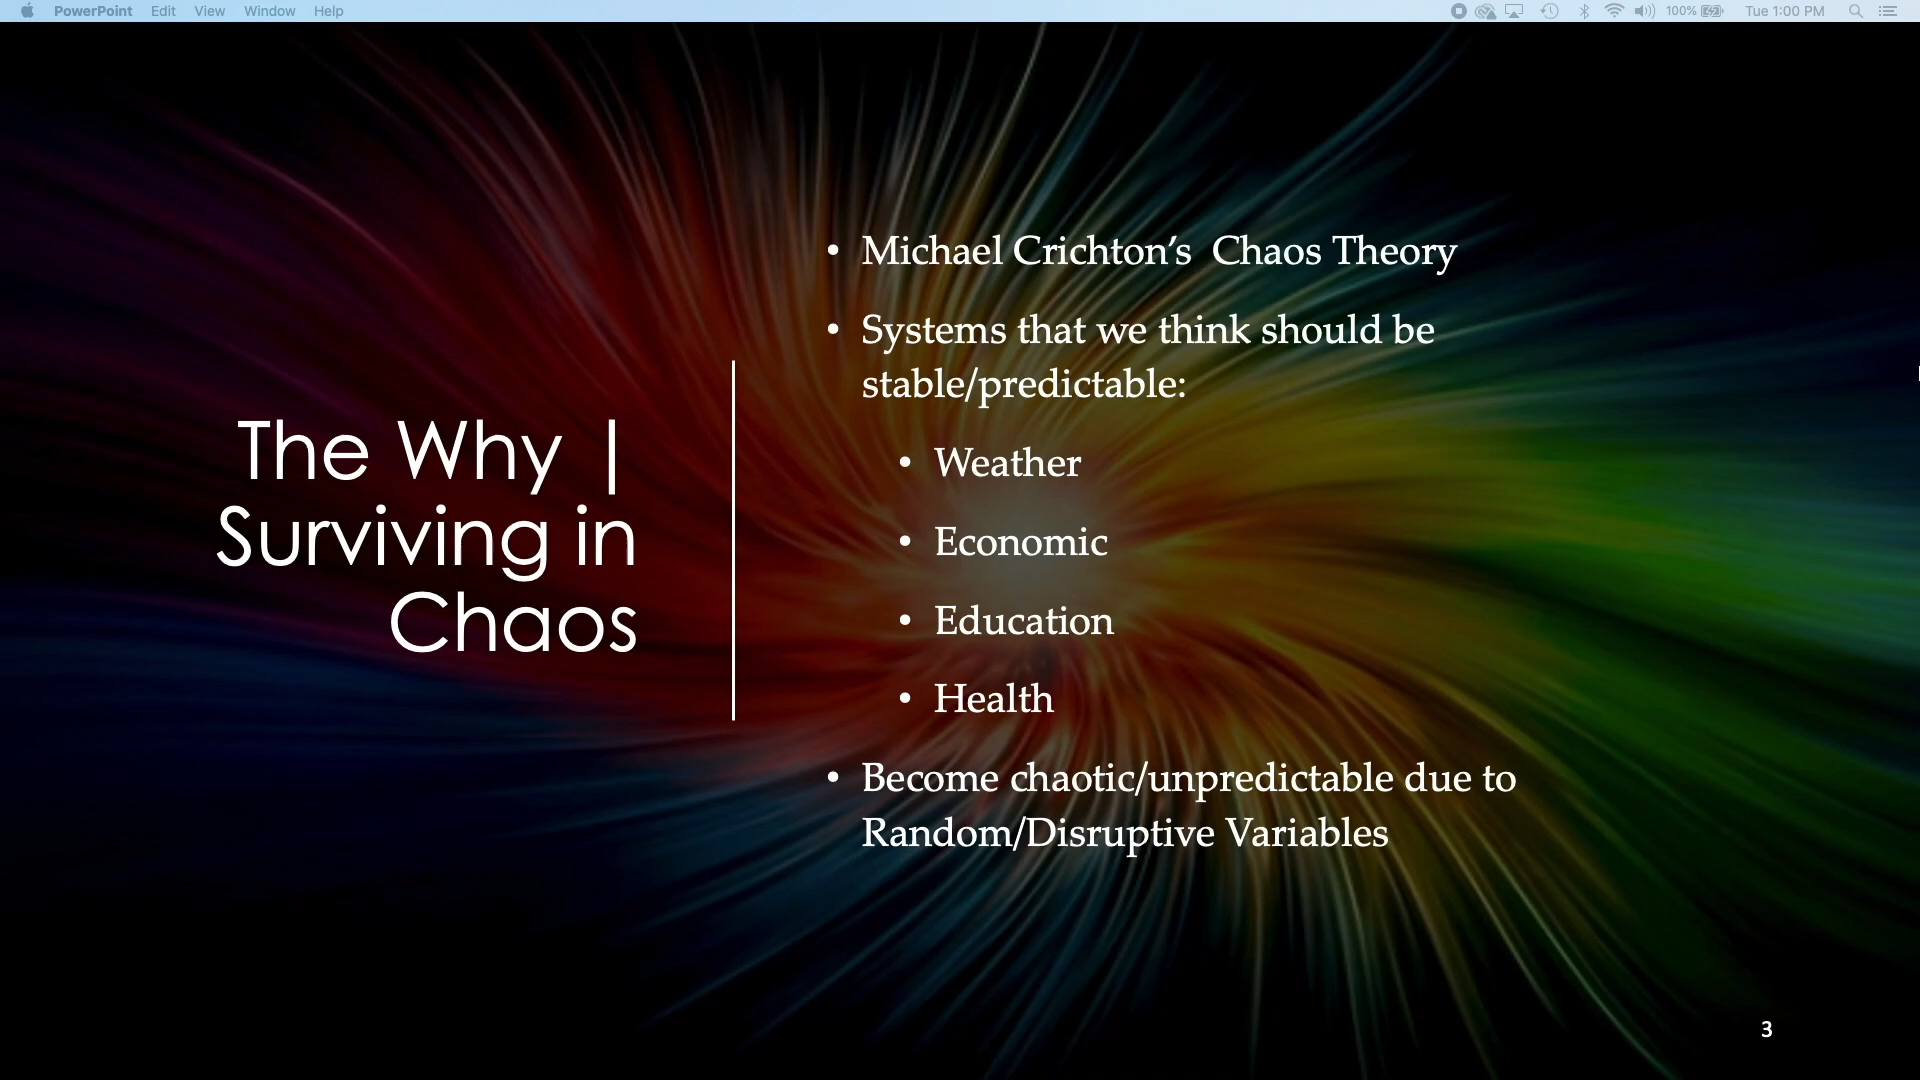 PowerPoint Edit View Window Help 100% Tue 1:00 PM
The Why |
Surviving in
Chaos
• Michael Crichton’s  Chaos Theory
• Systems that we think should be
stable/predictable:
• Weather
• Economic
• Education
• Health
• Become chaotic/unpredictable due to
Random/Disruptive Variables
3